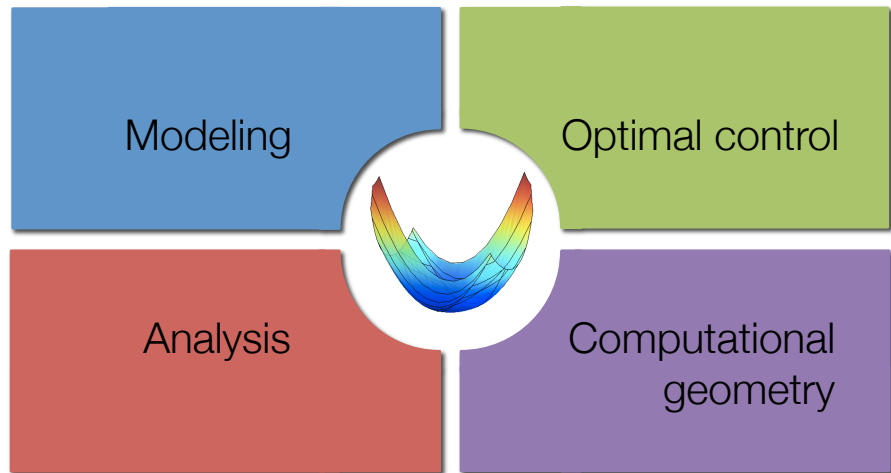 Modeling
Optimal control
Analysis
Computational
geometry